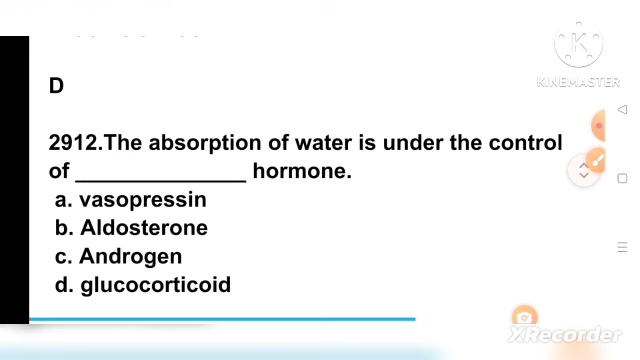 K
KINEMASTER
D
2912.The absorption of water is under the control
of ______________ hormone.
a. vasopressin
b. Aldosterone
c. Androgen
d. glucocorticoid
XRecorder